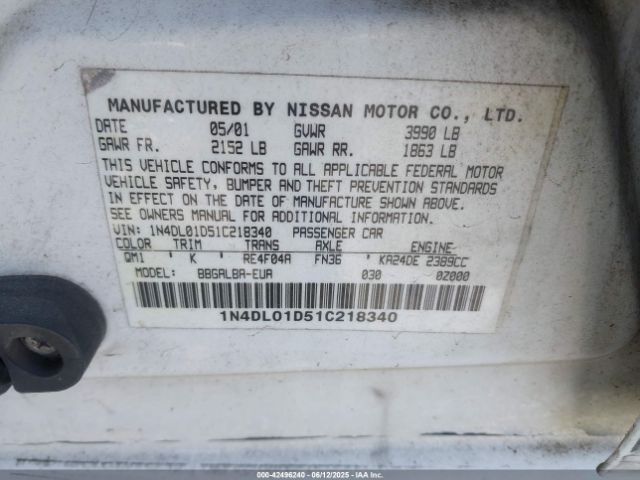 MANUFACTURED BY NISSAN MOTOR CO., LTD.
DATE 05/01 GVWR 3990 LB
GAWR FR. 2152 LB GAWR RR. 1863 LB
THIS VEHICLE CONFORMS TO ALL APPLICABLE FEDERAL MOTOR
VEHICLE SAFETY, BUMPER AND THEFT PREVENTION STANDARDS
IN EFFECT ON THE DATE OF MANUFACTURE SHOWN ABOVE.
SEE OWNERS MANUAL FOR ADDITIONAL INFORMATION.
VIN: 1N4DL01D51C218340 PASSENGER CAR
COLOR TRIM TRANS AXLE ENGINE
QM1 ' K ' RE4F04A FN36 ' KA24DE 2389CC
MODEL: BBGALBA-EUA 030 0Z000
1N4DL01D51C218340
000-42496240 - 06/12/2025 - IAAI.COM